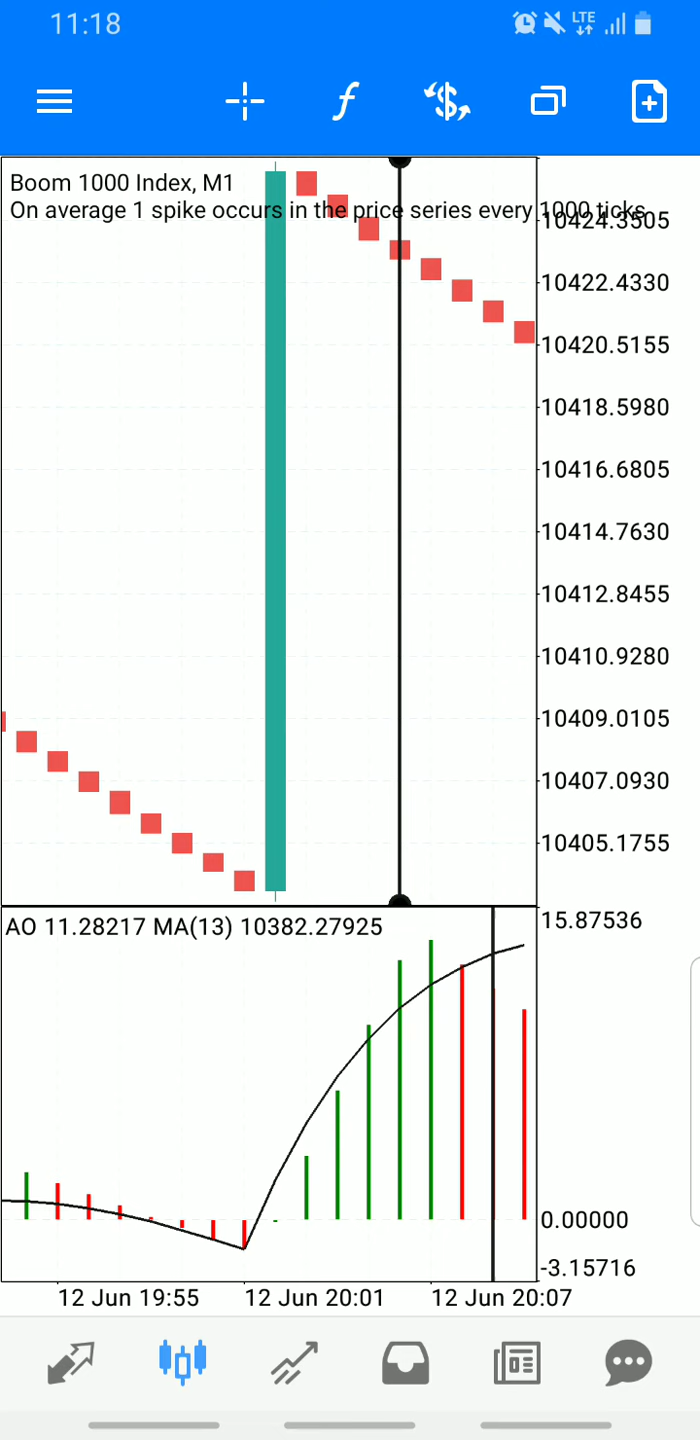 11:18
LTE
Boom 1000 Index, M1
On average 1 spike occurs in the price series every 1000 ticks
10424.3505
10422.4330
10420.5155
10418.5980
10416.6805
10414.7630
10412.8455
10410.9280
10409.0105
10407.0930
10405.1755
AO 11.28217 MA(13) 10382.27925
15.87536
0.00000
-3.15716
12 Jun 19:55
12 Jun 20:01
12 Jun 20:07